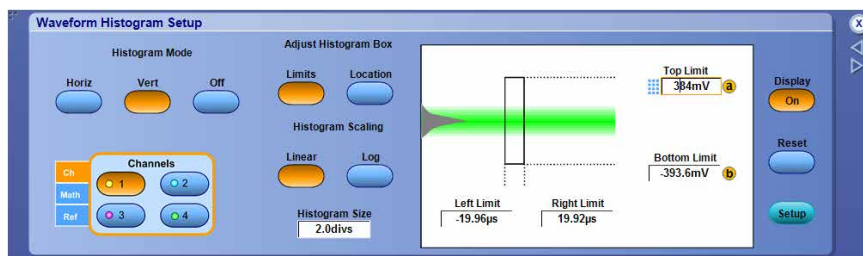 Waveform Histogram Setup
X
Histogram Mode
Horiz Vert Off
Adjust Histogram Box
Limits Location
Histogram Scaling
Linear Log
Histogram Size
2.0divs
Ch
Math
Ref
Channels
1 2
3 4
Top Limit
384mV a
Bottom Limit
-393.6mV b
Left Limit Right Limit
-19.96µs 19.92µs
Display
On
Reset
Setup